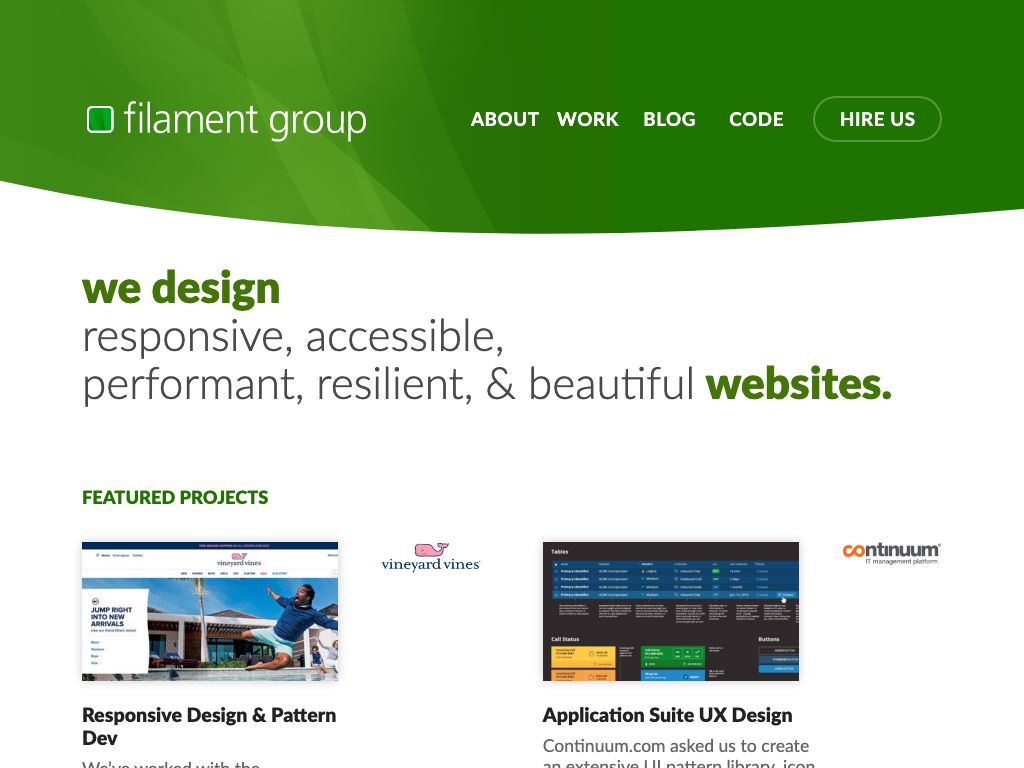 filament group
ABOUT WORK BLOG CODE HIRE US
we design
responsive, accessible,
performant, resilient, & beautiful websites.
FEATURED PROJECTS
vineyard vines
JUMP RIGHT
INTO NEW
ARRIVALS
vineyard vines
Tables
Call Status
Buttons
continuum
IT management platform
Responsive Design & Pattern
Dev
We've worked with the
Application Suite UX Design
Continuum.com asked us to create
an extensive UI pattern library, icon